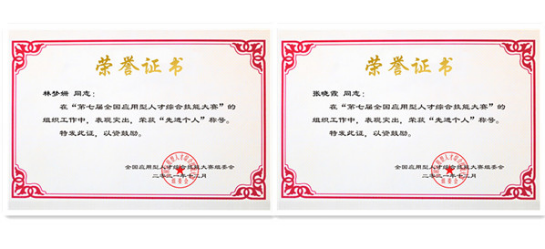 荣誉证书
林梦娇 同志：
在“第七届全国应用型人才综合技能大赛”的
组织工作中，表现突出，荣获“先进个人”称号。
特发此证，以资鼓励。
全国应用型人才综合技能大赛组委会
二〇二一年十二月
荣誉证书
张晓霞 同志：
在“第七届全国应用型人才综合技能大赛”的
组织工作中，表现突出，荣获“先进个人”称号。
特发此证，以资鼓励。
全国应用型人才综合技能大赛组委会
二〇二一年十二月